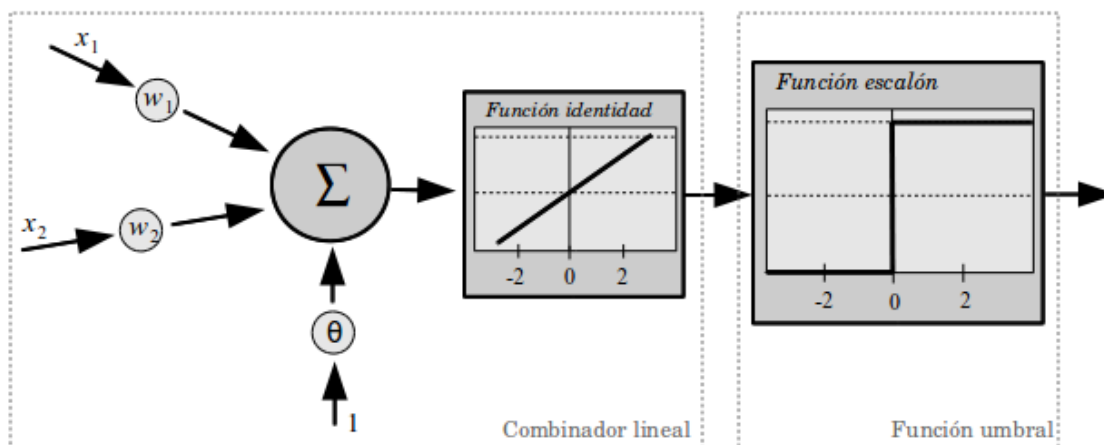 x1
w1
x2
w2
Σ
θ
1
Función identidad
-2 0 2
Combinador lineal
Función escalón
-2 0 2
Función umbral